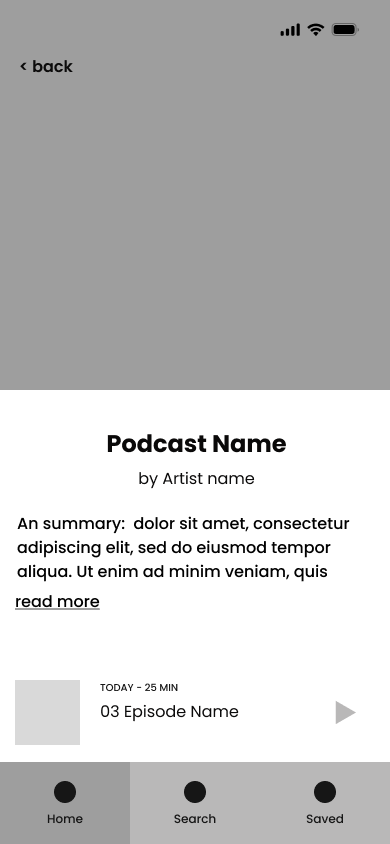 < back
Podcast Name
by Artist name
An summary:  dolor sit amet, consectetur
adipiscing elit, sed do eiusmod tempor
aliqua. Ut enim ad minim veniam, quis
read more
TODAY - 25 MIN
03 Episode Name
Home
Search
Saved